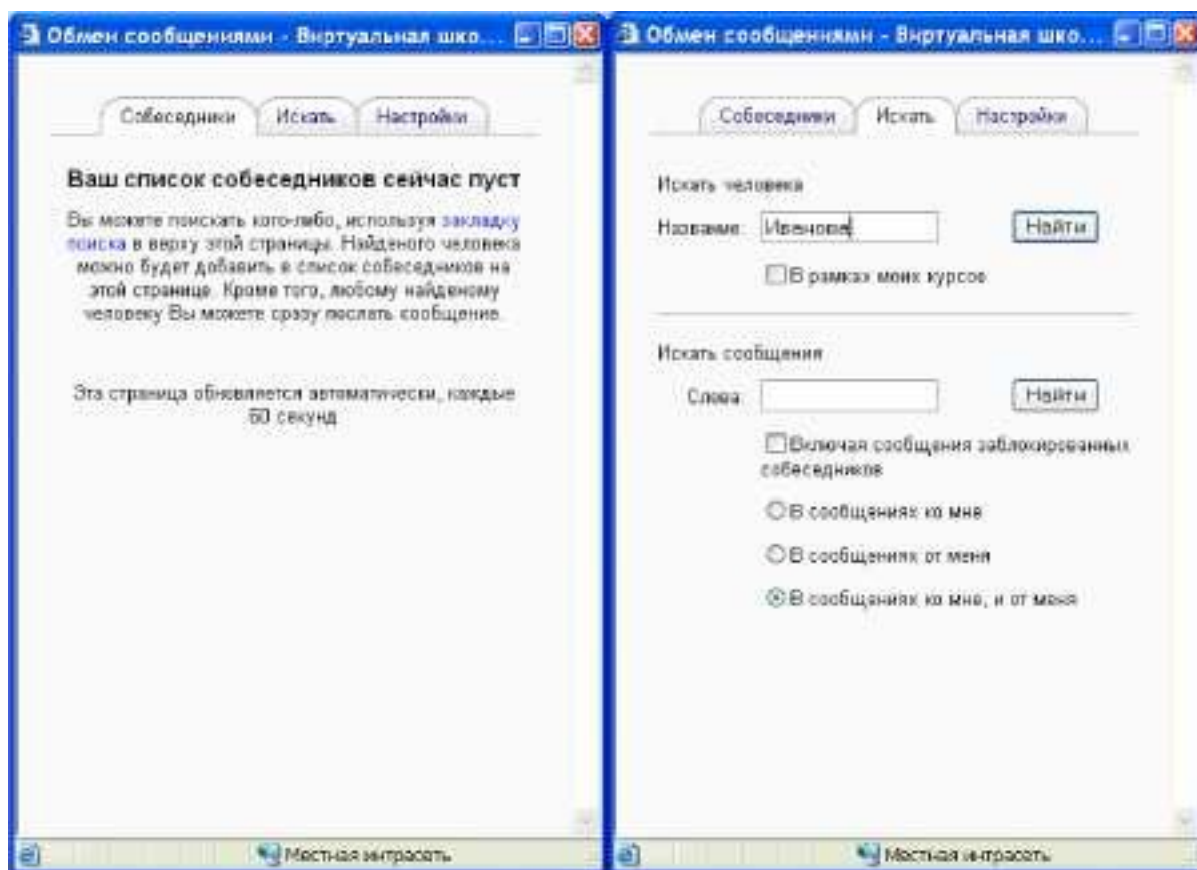 Обмен сообщениями - Виртуальная шко...
Собеседники Искать Настройки
Ваш список собеседников сейчас пуст
Вы можете поискать кого-либо, используя закладку
поиска в верху этой страницы. Найденого человека
можно будет добавить в список собеседников на
этой странице. Кроме того, любому найденому
человеку Вы можете сразу послать сообщение.
Эта страница обновляется автоматически, каждые
60 секунд
Местная интрасеть
Обмен сообщениями - Виртуальная шко...
Собеседники Искать Настройки
Искать человека
Название: Иванова Найти
В рамках моих курсов
Искать сообщения
Слова: Найти
Включая сообщения заблокированных
собеседников
В сообщениях ко мне
В сообщениях от меня
В сообщениях ко мне, и от меня
Местная интрасеть